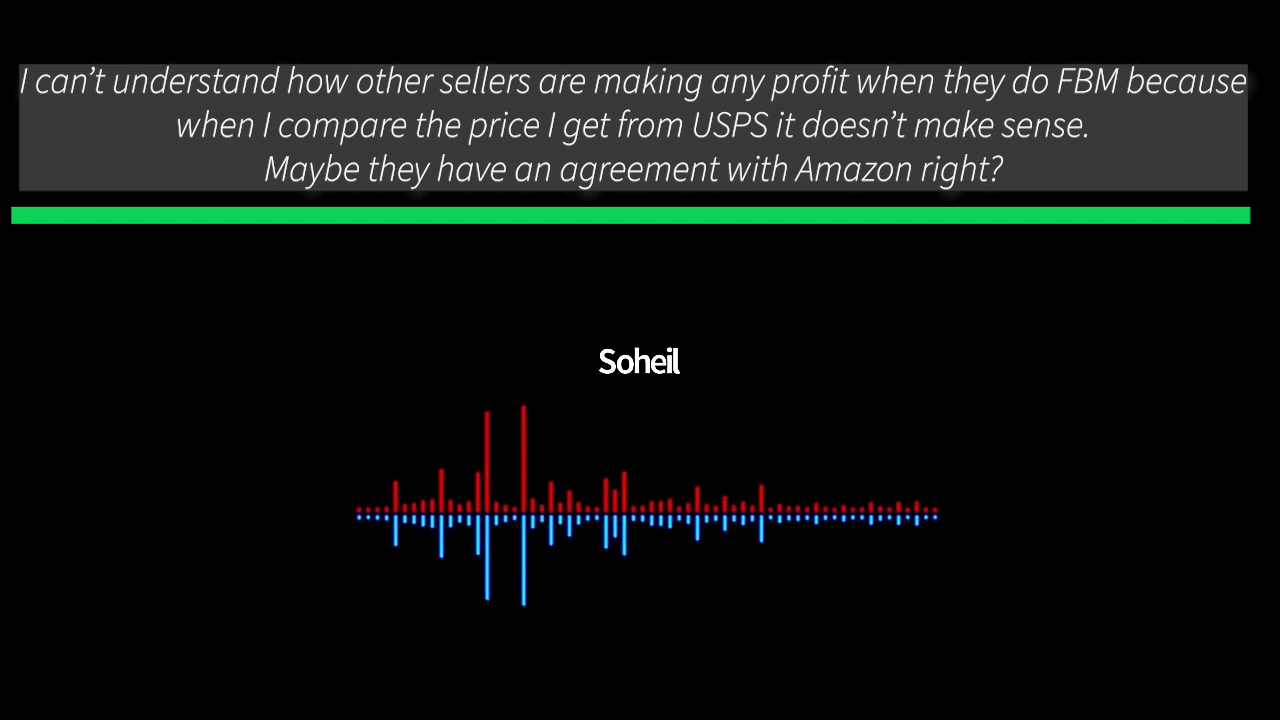 I can’t understand how other sellers are making any profit when they do FBM because
when I compare the price I get from USPS it doesn’t make sense.
Maybe they have an agreement with Amazon right?
Soheil